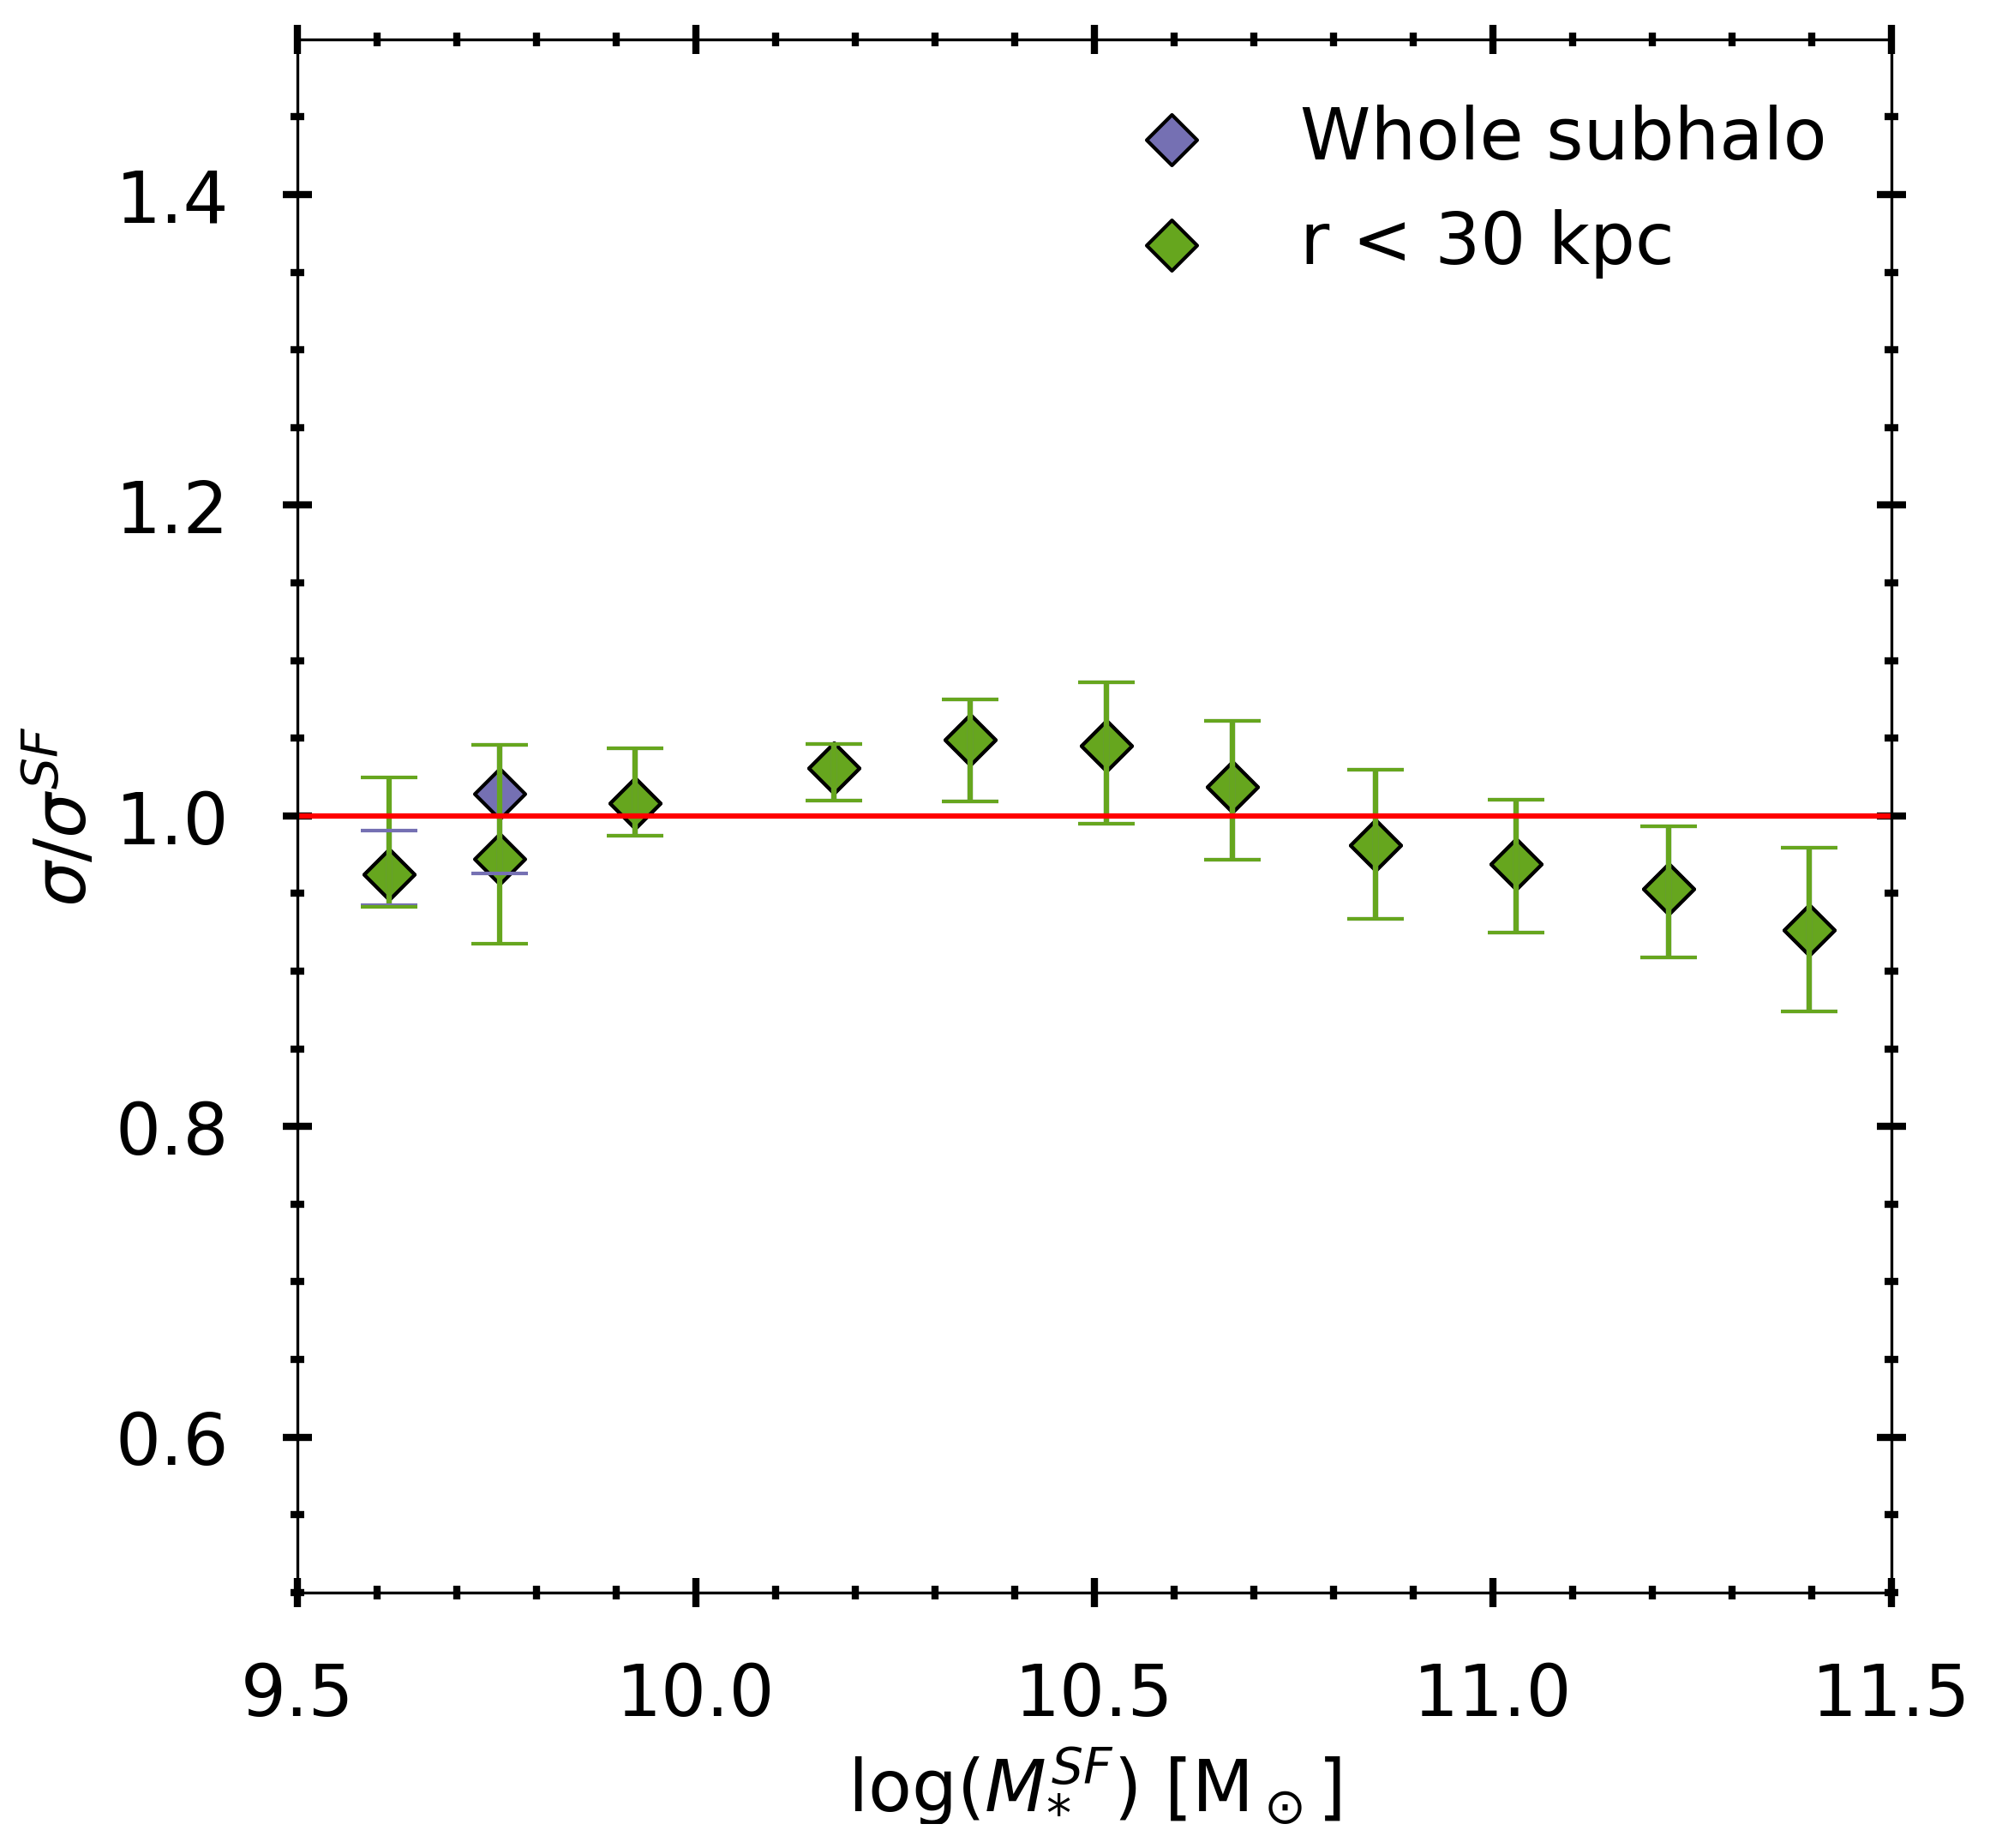 Whole subhalo
r < 30 kpc
1.4
1.2
1.0
0.8
0.6
σ/σ^SF
9.5 10.0 10.5 11.0 11.5
log(M_*^SF) [M_⊙]